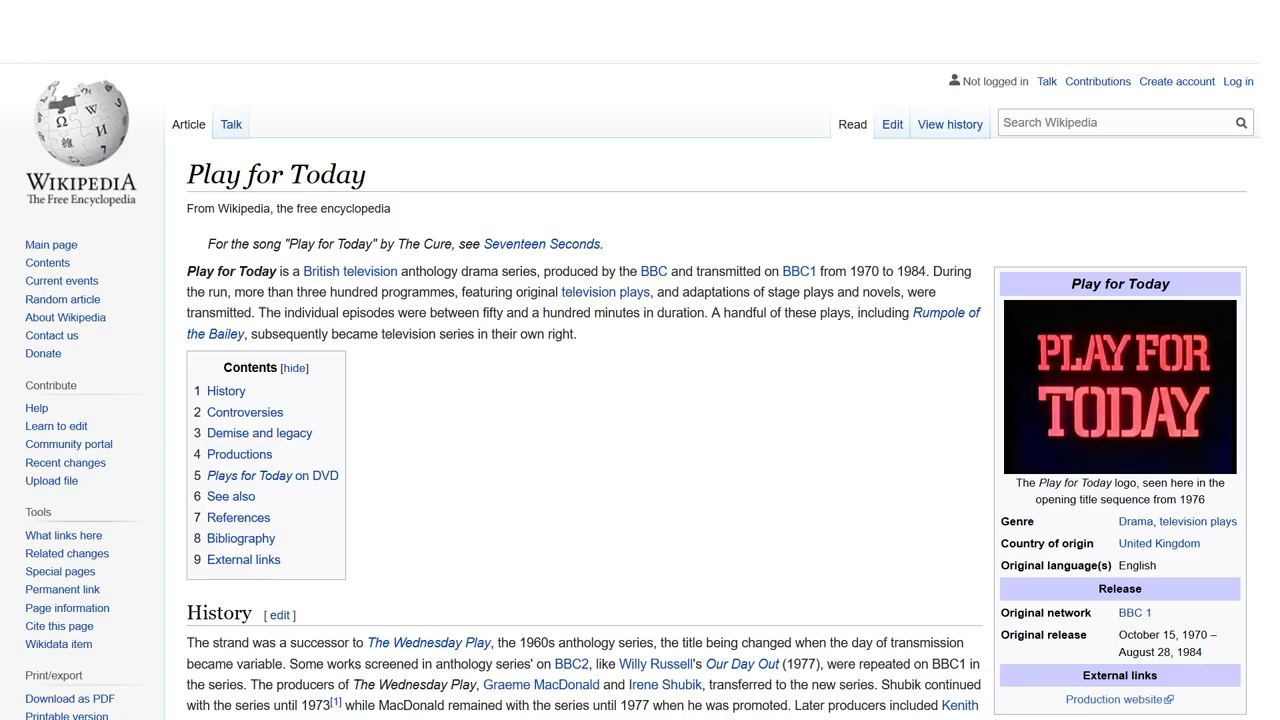 Not logged in Talk Contributions Create account Log in
Article Talk Read Edit View history Search Wikipedia
WIKIPEDIA
The Free Encyclopedia
Main page
Contents
Current events
Random article
About Wikipedia
Contact us
Donate
Contribute
Help
Learn to edit
Community portal
Recent changes
Upload file
Tools
What links here
Related changes
Special pages
Permanent link
Page information
Cite this page
Wikidata item
Print/export
Download as PDF
Printable version
Play for Today
From Wikipedia, the free encyclopedia
For the song "Play for Today" by The Cure, see Seventeen Seconds.
Play for Today is a British television anthology drama series, produced by the BBC and transmitted on BBC1 from 1970 to 1984. During
the run, more than three hundred programmes, featuring original television plays, and adaptations of stage plays and novels, were
transmitted. The individual episodes were between fifty and a hundred minutes in duration. A handful of these plays, including Rumpole of
the Bailey, subsequently became television series in their own right.
Contents [hide]
1 History
2 Controversies
3 Demise and legacy
4 Productions
5 Plays for Today on DVD
6 See also
7 References
8 Bibliography
9 External links
History [ edit ]
The strand was a successor to The Wednesday Play, the 1960s anthology series, the title being changed when the day of transmission
became variable. Some works screened in anthology series' on BBC2, like Willy Russell's Our Day Out (1977), were repeated on BBC1 in
the series. The producers of The Wednesday Play, Graeme MacDonald and Irene Shubik, transferred to the new series. Shubik continued
with the series until 1973[1] while MacDonald remained with the series until 1977 when he was promoted. Later producers included Kenith
Play for Today
PLAY FOR
TODAY
The Play for Today logo, seen here in the
opening title sequence from 1976
Genre Drama, television plays
Country of origin United Kingdom
Original language(s) English
Release
Original network BBC 1
Original release October 15, 1970 –
August 28, 1984
External links
Production website